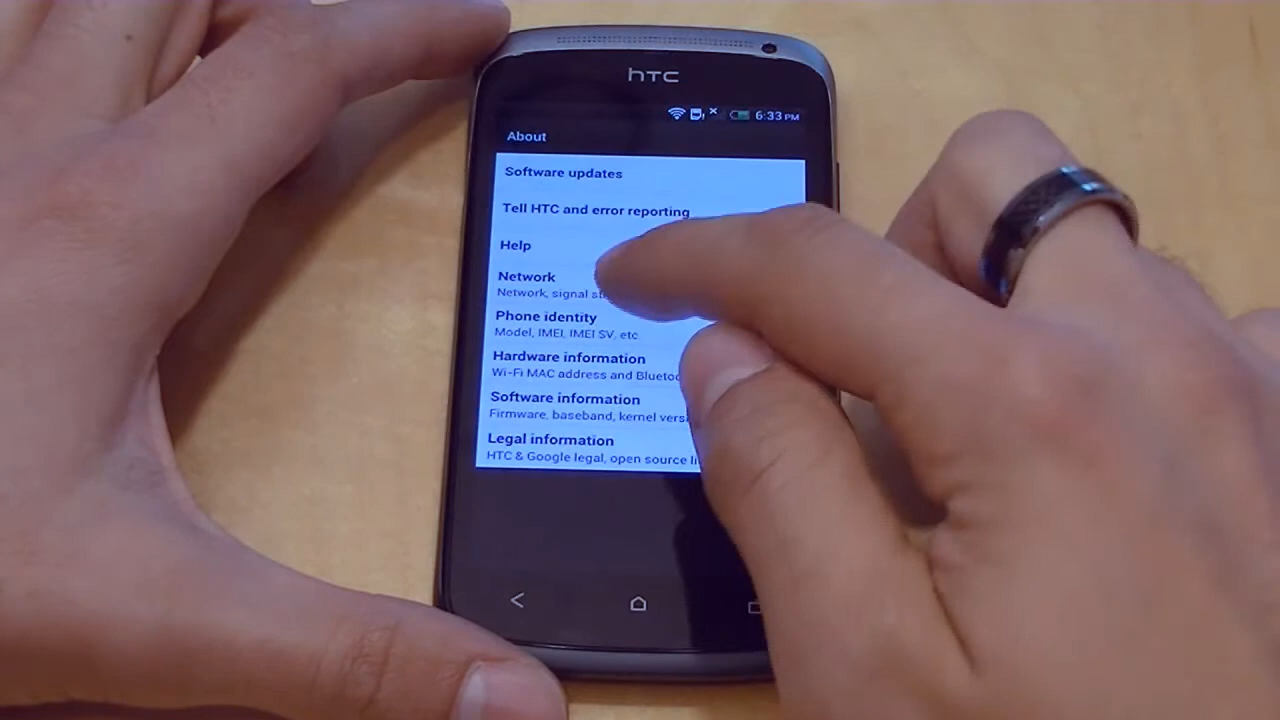 hTC
6:33 PM
About
Software updates
Tell HTC and error reporting
Help
Network
Network, signal
Phone identity
Model, IMEI, IMEI SV, etc.
Hardware information
Wi-Fi MAC address and
Software information
Firmware, baseband, kernel
Legal information
HTC & Google legal, open source